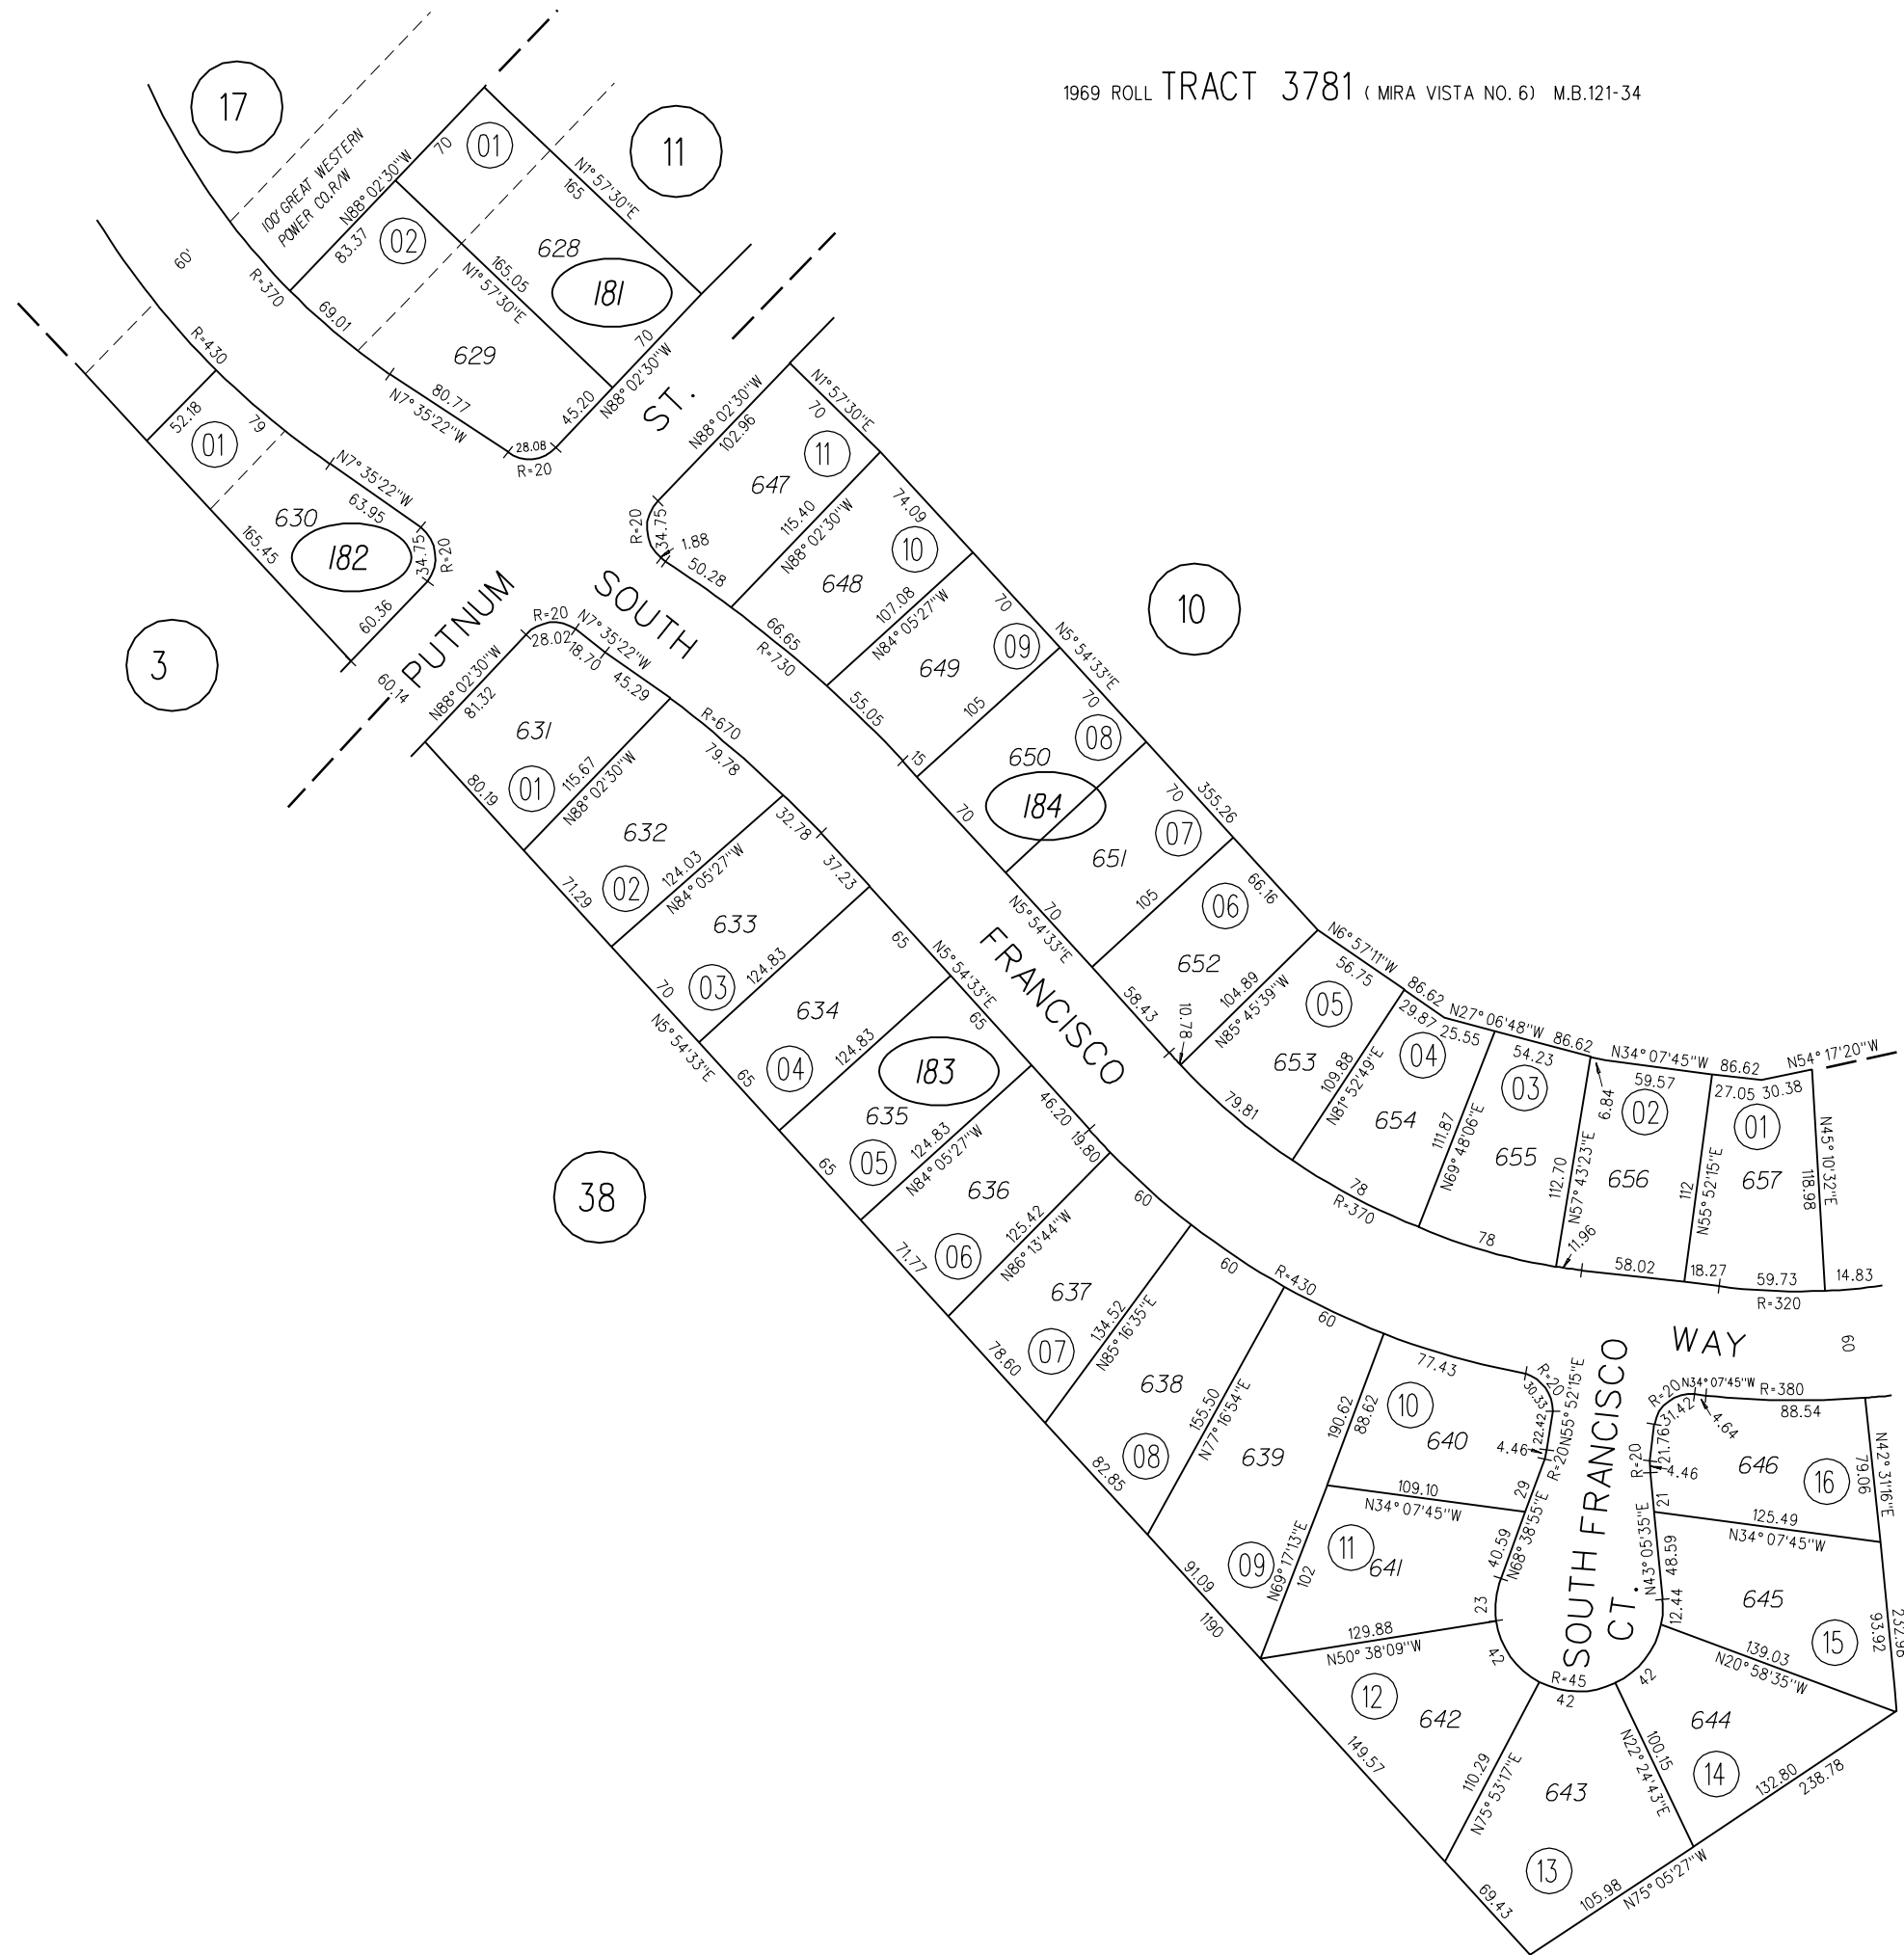 1969 ROLL TRACT 3781 ( MIRA VISTA NO. 6) M.B.121-34
17
11
100' GREAT WESTERN
POWER CO.R/W
N88° 02'30"W
70
01
N1° 57'30"E
165
83.37
02
628
165.05
N1° 57'30"E
181
60'
R=370
69.01
629
70
N88° 02'30"W
45.20
80.77
N7° 35'22"W
28.08
R=20
ST.
R=430
52.18
01
79
N7° 35'22"W
63.95
630
182
34.75
R=20
165.45
60.36
3
60.14
PUTNUM
SOUTH
N88° 02'30"W
102.96
N1° 57'30"E
70
11
647
R=20
34.75
1.88
50.28
115.40
N88° 02'30"W
74.09
10
648
107.08
N84° 05'27"W
66.65
R=730
70
N5° 54'33"E
09
649
55.05
105
15
10
R=20
28.02
N7° 35'22"W
18.70
45.29
N88° 02'30"W
81.32
631
01
115.67
N88° 02'30"W
80.19
R=670
79.78
632
02
124.03
N84° 05'27"W
71.29
32.78
37.23
633
03
124.83
70
N5° 54'33"E
650
70
08
184
70
651
70
07
355.26
N5° 54'33"E
70
105
66.16
06
652
58.43
10.78
104.89
N85° 45'39"W
N6° 57'11"W
56.75
86.62
05
653
109.88
N81° 52'49"E
79.81
29.87
25.55
N27° 06'48"W
86.62
04
654
111.87
N69° 48'06"E
78
R=370
54.23
03
655
112.70
N57° 43'23"E
78
11.96
6.84
N34° 07'45"W
86.62
59.57
02
656
112
N55° 52'15"E
58.02
27.05
30.38
N54° 17'20"W
01
657
N45° 10'32"E
118.98
18.27
59.73
14.83
R=320
FRANCISCO
65
N5° 54'33"E
634
04
124.83
65
65
183
635
05
124.83
N84° 05'27"W
65
46.20
19.80
636
06
125.42
N86° 13'44"W
71.77
38
60
637
07
134.52
N85° 16'35"E
78.60
60
R=430
638
08
155.50
N77° 16'54"E
82.85
60
639
09
190.62
N69° 17'13"E
91.09
1190
77.43
R=20
30.33
88.62
10
640
22.42
N55° 52'15"E
4.46
R=20
29
109.10
N34° 07'45"W
11
641
102
40.59
N68° 38'55"E
23
129.88
N50° 38'09"W
42
12
642
149.57
R=45
42
42
110.29
N75° 53'17"E
643
13
69.43
105.98
N75° 05'27"W
WAY
60
SOUTH FRANCISCO
CT.
R=20
31.42
N34° 07'45"W
4.64
R=380
88.54
21.76
R=20
4.46
646
16
N42° 31'16"E
79.06
21
125.49
N34° 07'45"W
N43° 05'35"E
48.59
12.44
645
15
93.92
232.98
139.03
N20° 58'35"W
644
14
100.15
N22° 24'43"E
132.80
238.78